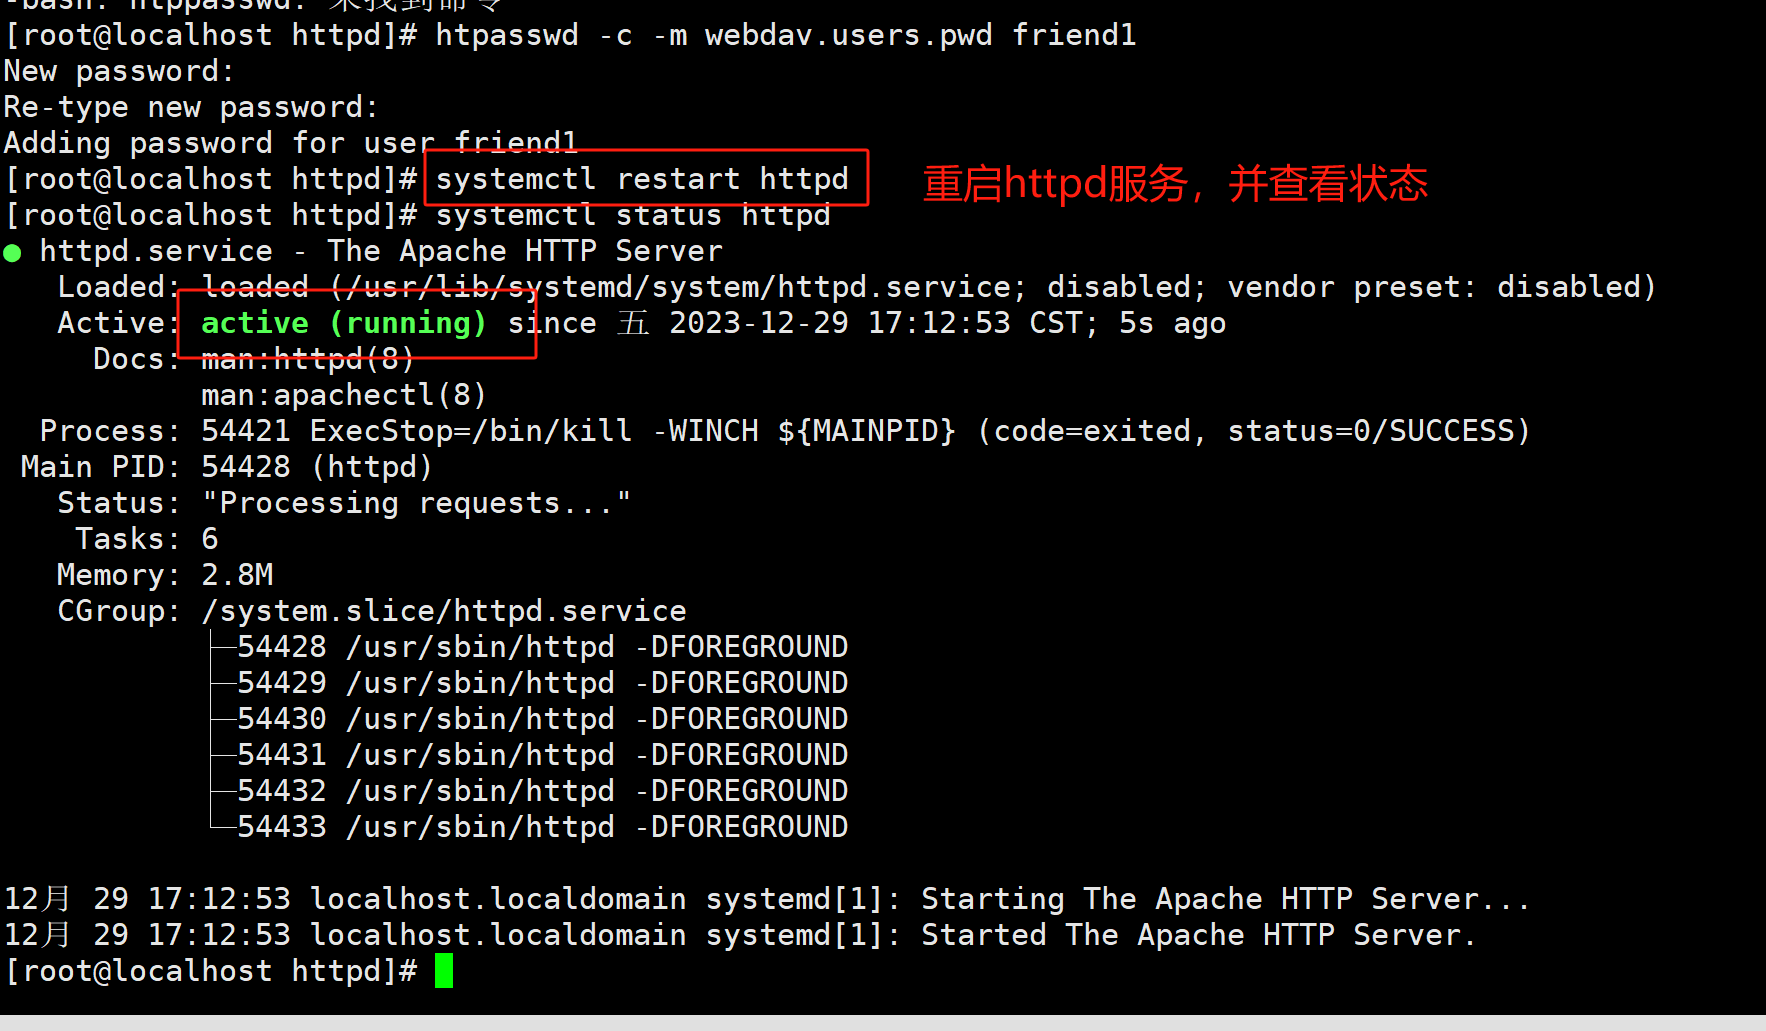 -bash: htppasswd: 未找到命令
[root@localhost httpd]# htpasswd -c -m webdav.users.pwd friend1
New password:
Re-type new password:
Adding password for user friend1
[root@localhost httpd]# systemctl restart httpd 重启httpd服务，并查看状态
[root@localhost httpd]# systemctl status httpd
● httpd.service - The Apache HTTP Server
   Loaded: loaded (/usr/lib/systemd/system/httpd.service; disabled; vendor preset: disabled)
   Active: active (running) since 五 2023-12-29 17:12:53 CST; 5s ago
     Docs: man:httpd(8)
           man:apachectl(8)
  Process: 54421 ExecStop=/bin/kill -WINCH ${MAINPID} (code=exited, status=0/SUCCESS)
 Main PID: 54428 (httpd)
   Status: "Processing requests..."
    Tasks: 6
   Memory: 2.8M
   CGroup: /system.slice/httpd.service
           ├─54428 /usr/sbin/httpd -DFOREGROUND
           ├─54429 /usr/sbin/httpd -DFOREGROUND
           ├─54430 /usr/sbin/httpd -DFOREGROUND
           ├─54431 /usr/sbin/httpd -DFOREGROUND
           ├─54432 /usr/sbin/httpd -DFOREGROUND
           └─54433 /usr/sbin/httpd -DFOREGROUND
12月 29 17:12:53 localhost.localdomain systemd[1]: Starting The Apache HTTP Server...
12月 29 17:12:53 localhost.localdomain systemd[1]: Started The Apache HTTP Server.
[root@localhost httpd]#